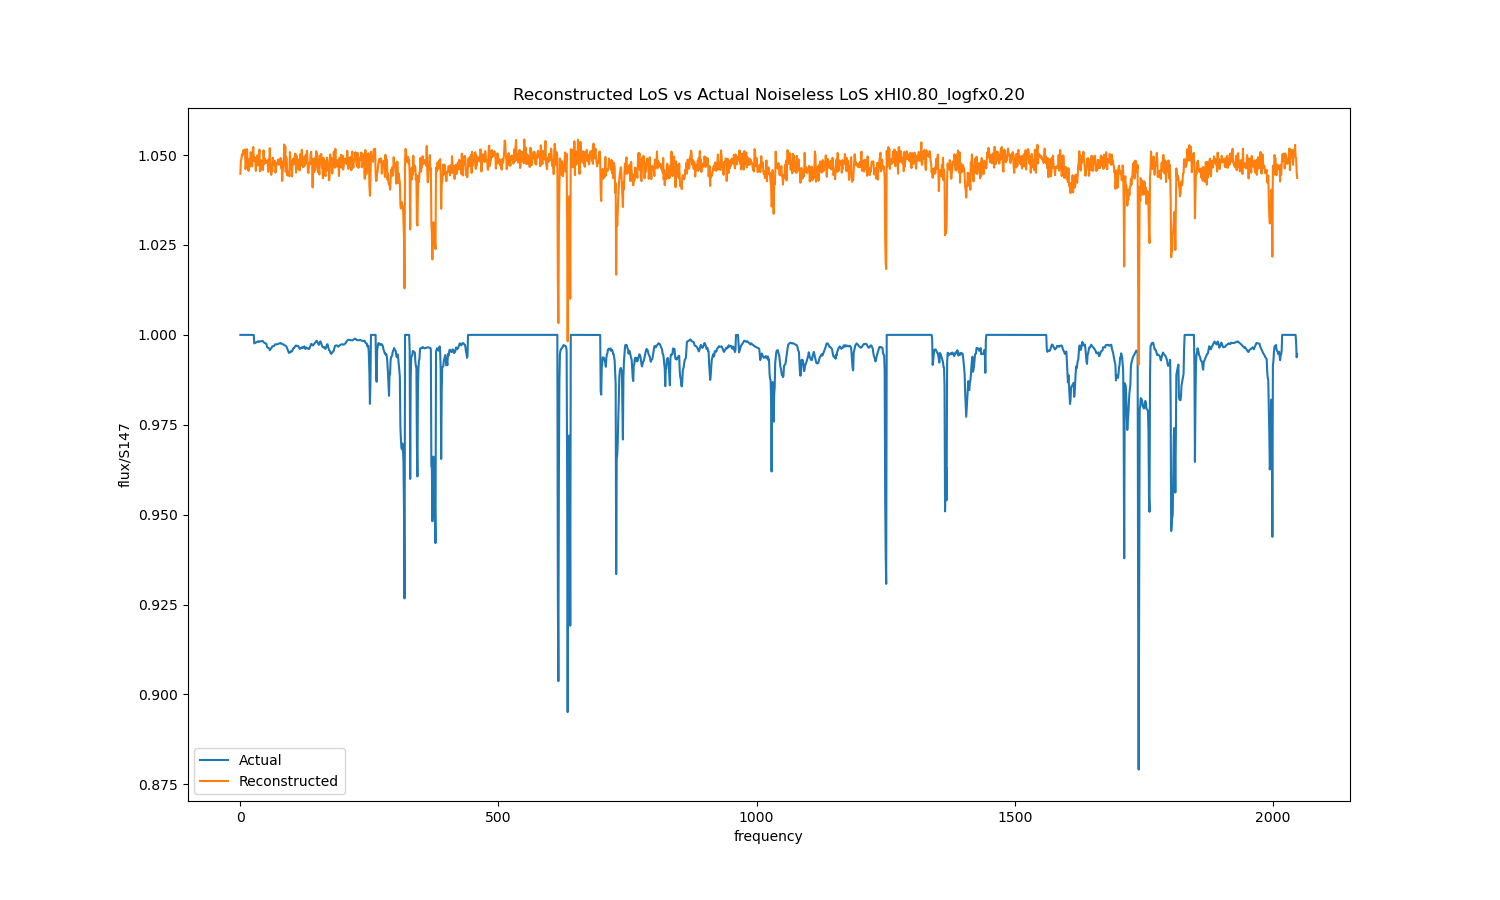 Reconstructed LoS vs Actual Noiseless LoS xHI0.80_logfx0.20
1.050
1.025
1.000
0.975
0.950
0.925
0.900
0.875
flux/S147
Actual
Reconstructed
0 500 1000 1500 2000
frequency